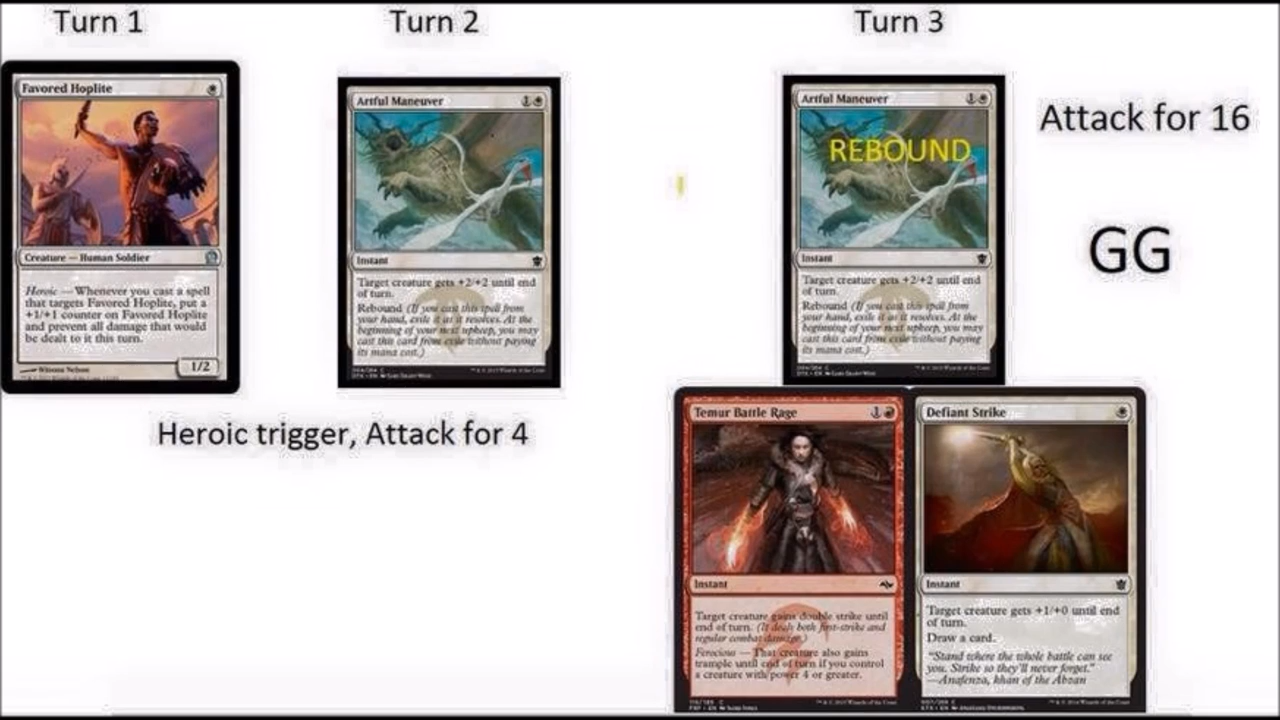 Turn 1
Turn 2
Turn 3
Favored Hoplite
Creature — Human Soldier
Heroic — Whenever you cast a spell
that targets Favored Hoplite, put a
+1/+1 counter on Favored Hoplite
and prevent all damage that would
be dealt to it this turn.
1/2
Artful Maneuver
1
Instant
Target creature gets +2/+2 until end
of turn.
Rebound (If you cast this spell from
your hand, exile it as it resolves. At the
beginning of your next upkeep, you may
cast this card from exile without paying
its mana cost.)
Artful Maneuver
1
REBOUND
Instant
Target creature gets +2/+2 until end
of turn.
Rebound (If you cast this spell from
your hand, exile it as it resolves. At the
beginning of your next upkeep, you may
cast this card from exile without paying
its mana cost.)
Attack for 16
GG
Heroic trigger, Attack for 4
Temur Battle Rage
1
Instant
Target creature gains double strike until
end of turn. (It deals both first-strike and
regular combat damage.)
Ferocious — That creature also gains
trample until end of turn if you control
a creature with power 4 or greater.
Defiant Strike
Instant
Target creature gets +1/+0 until end
of turn.
Draw a card.
"Stand where the whole battle can see
you. Strike so they'll never forget."
—Anafenza, khan of the Abzan